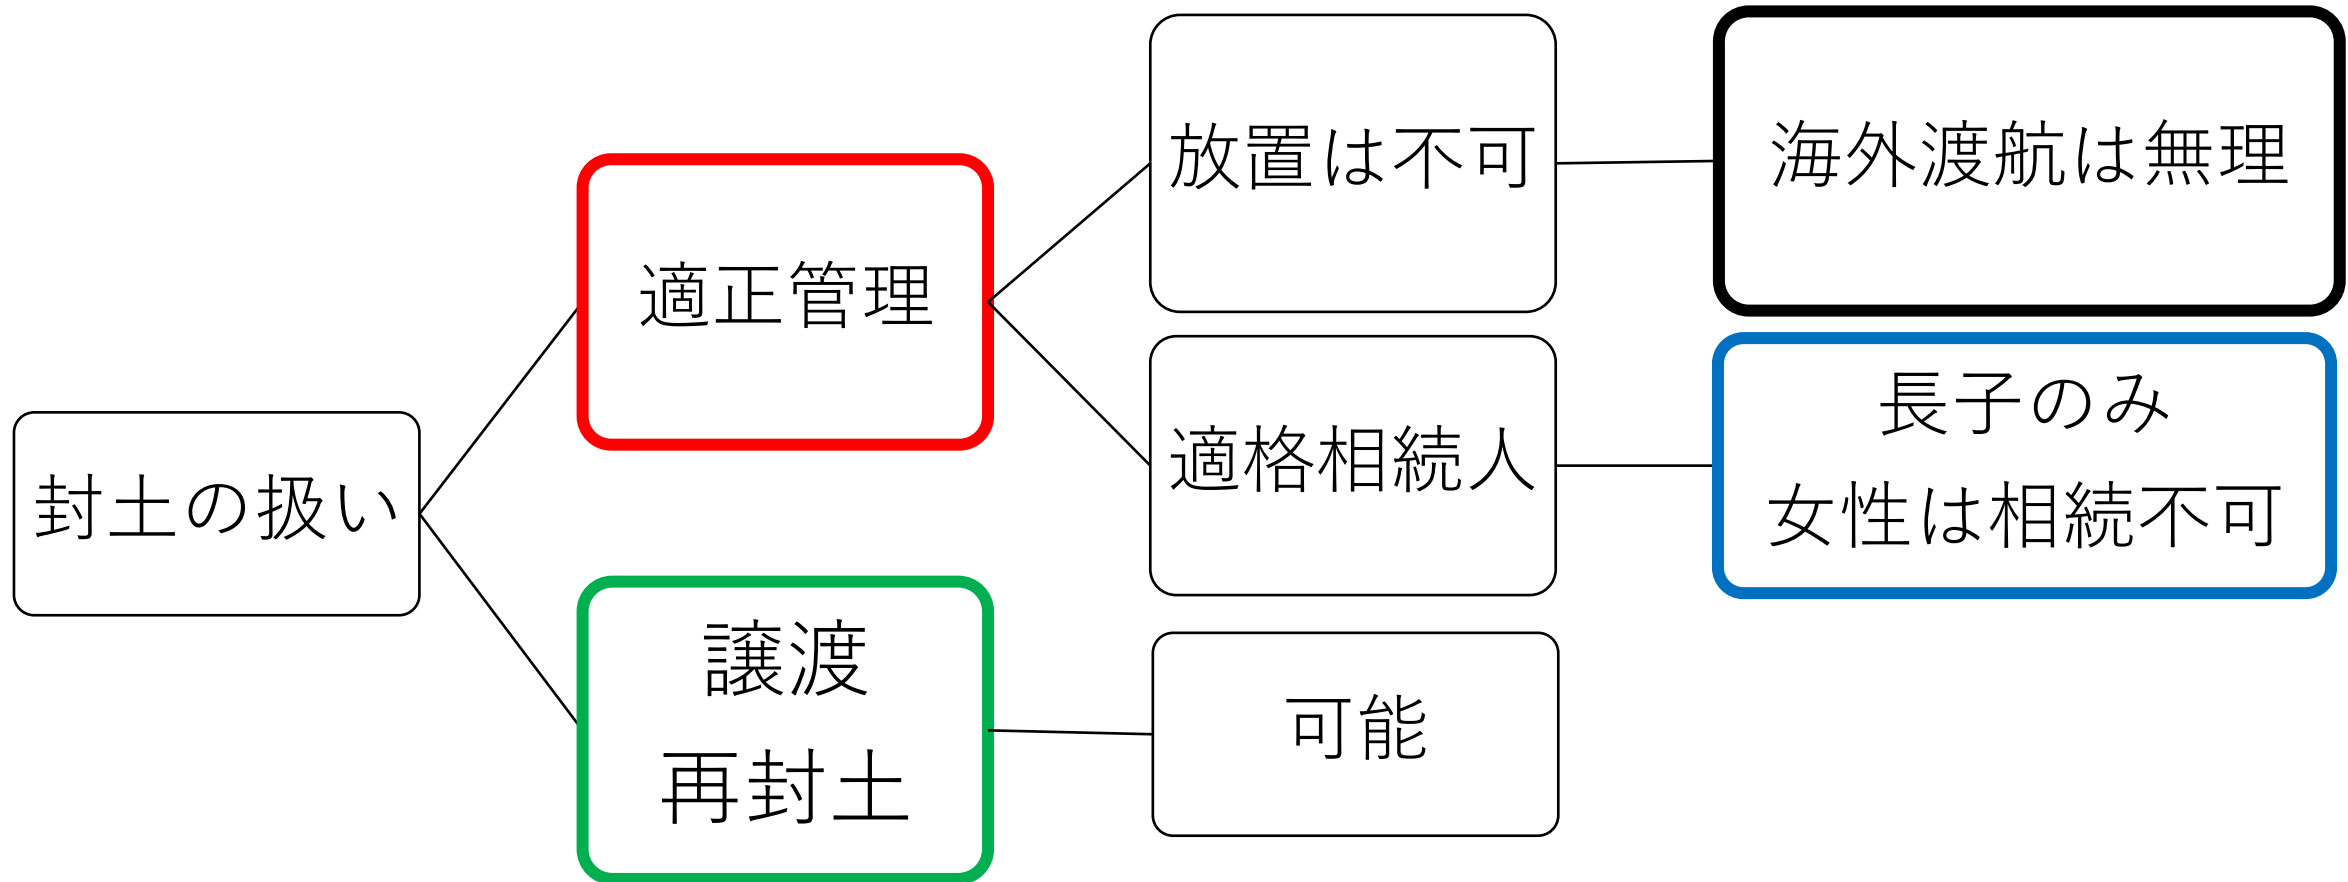 封土の扱い
適正管理
放置は不可
海外渡航は無理
適格相続人
長子のみ
女性は相続不可
譲渡
再封土
可能